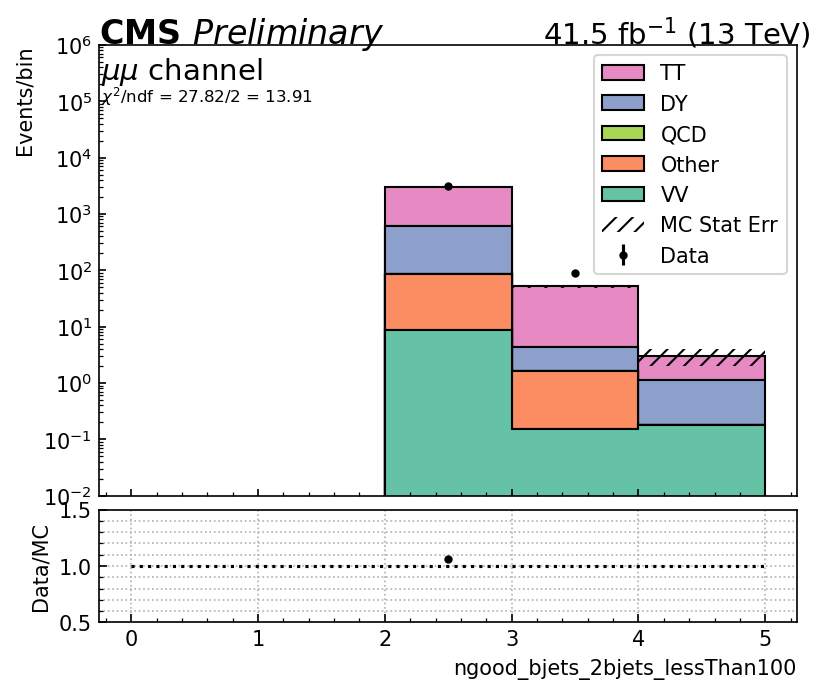 CMS Preliminary 41.5 fb⁻¹ (13 TeV)
μμ channel
χ²/ndf = 27.82/2 = 13.91
Events/bin
10⁶
10⁵
10⁴
10³
10²
10¹
10⁰
10⁻¹
10⁻²
TT
DY
QCD
Other
VV
MC Stat Err
Data
Data/MC
1.5
1.0
0.5
0 1 2 3 4 5
ngood_bjets_2bjets_lessThan100